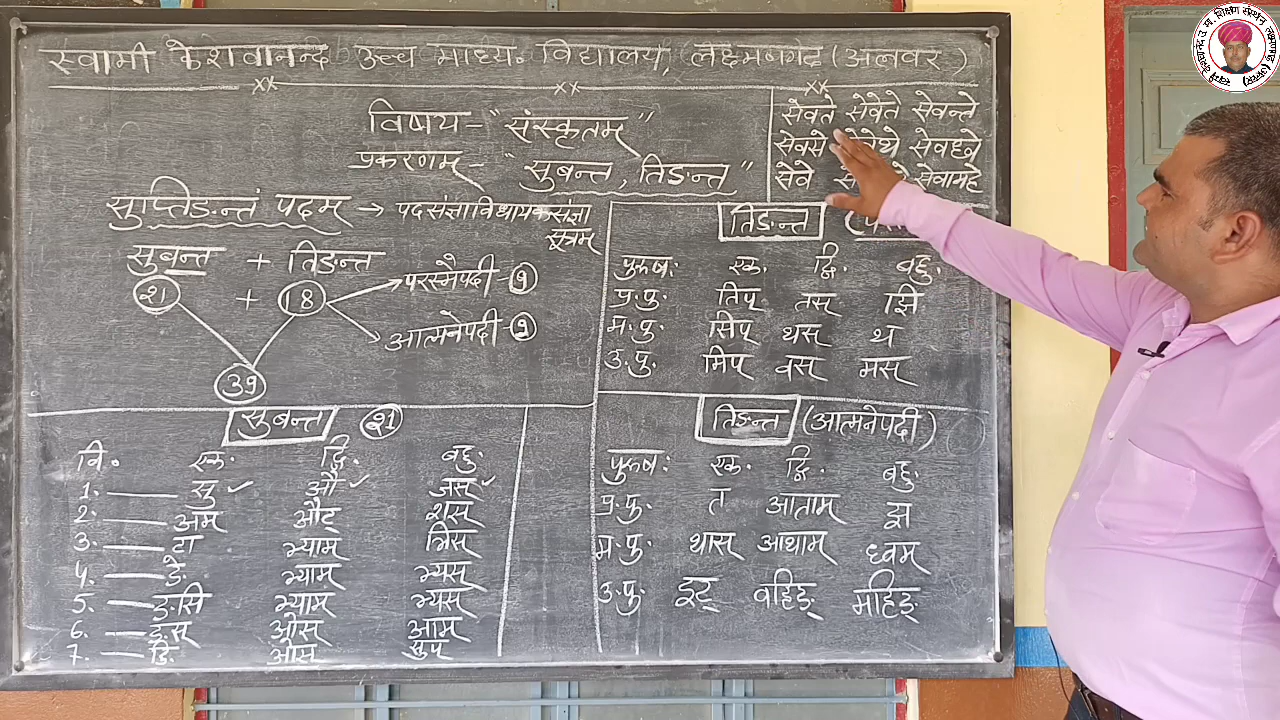 स्वामी केशवानन्द उच्च माध्य. विद्यालय, लक्ष्मणगढ़ (अलवर)
विषय - "संस्कृतम्"
प्रकरणम् - "सुबन्त, तिङन्त"
सेवते सेवेते सेवन्ते
सेवसे सेवेथे सेवध्वे
सेवे सेवामहे
सुप्तिङन्तं पदम् → पदसंज्ञाविधायक संज्ञा
सूत्रम्
सुबन्त + तिङन्त
21 + 18
परस्मैपदी - 9
आत्मनेपदी - 9
39
तिङन्त
पुरूषः एक. द्वि. बहु.
प्र.पु. तिप् तस् झि
म.पु. सिप् थस् थ
उ.पु. मिप् वस् मस्
सुबन्त 21
वि. एक. द्वि. बहु.
1. सु ✓ औ ✓ जस् ✓
2. अम् औट् शस्
3. टा भ्याम् भिस्
4. ङे. भ्याम् भ्यस्
5. ङसि भ्याम् भ्यस्
6. ङस् ओस् आम्
7. ङि. ओस् सुप्
तिङन्त (आत्मनेपदी)
पुरूषः एक. द्वि. बहु.
प्र.पु. त आताम् झ
म.पु. थास् आथाम् ध्वम्
उ.पु. इट् वहिङ् महिङ्